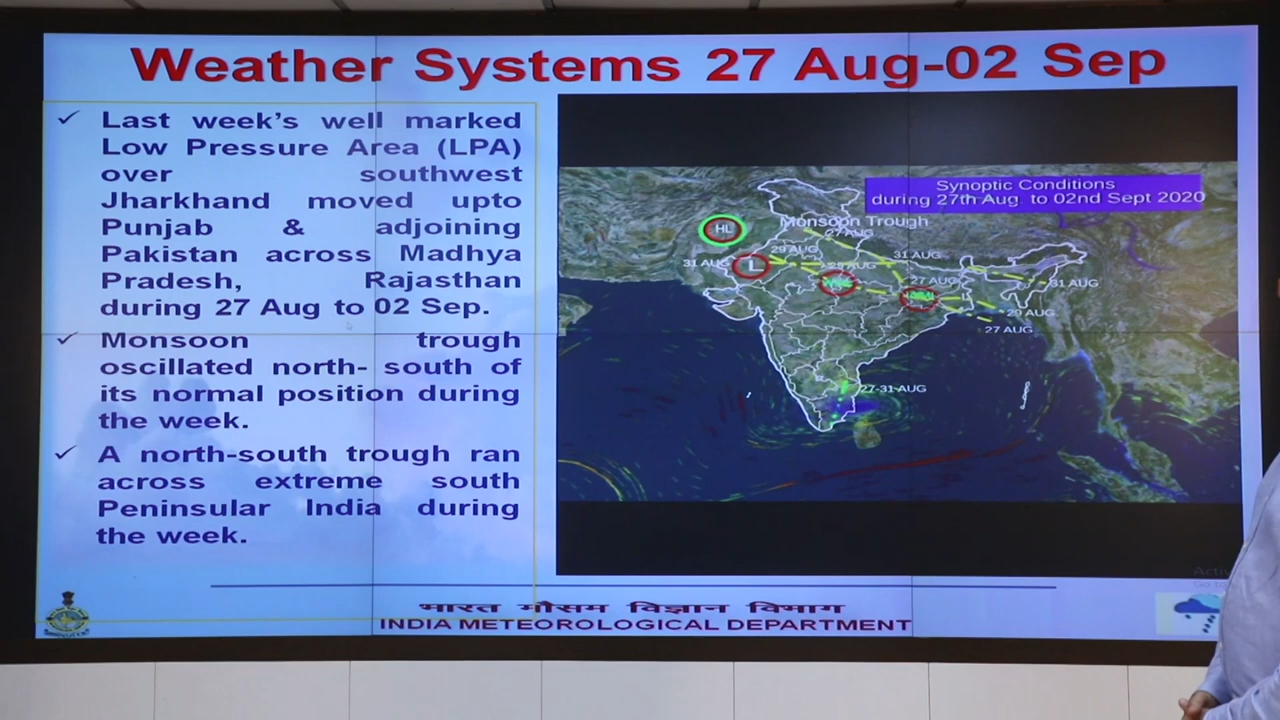 Weather Systems 27 Aug-02 Sep
✓ Last week's well marked
Low Pressure Area (LPA)
over southwest
Jharkhand moved upto
Punjab & adjoining
Pakistan across Madhya
Pradesh, Rajasthan
during 27 Aug to 02 Sep.
✓ Monsoon trough
oscillated north- south of
its normal position during
the week.
✓ A north-south trough ran
across extreme south
Peninsular India during
the week.
Synoptic Conditions
during 27th Aug to 02nd Sept 2020
Monsoon Trough
27 AUG
HL
29 AUG
31 AUG
31 AUG
L
27 AUG
31 AUG
29 AUG
27 AUG
27-31 AUG
भारत मौसम विज्ञान विभाग
INDIA METEOROLOGICAL DEPARTMENT